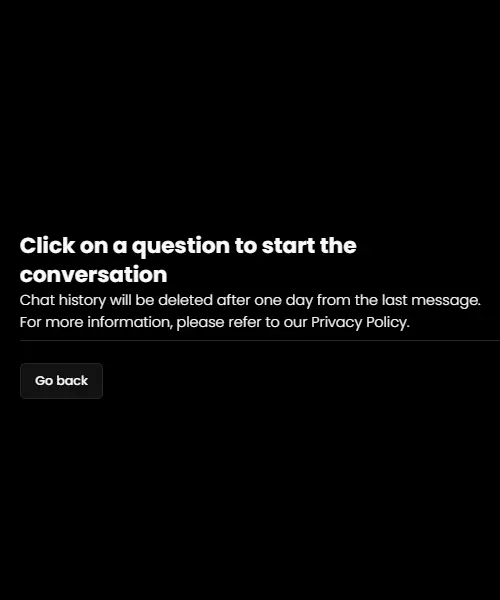 Click on a question to start the
conversation
Chat history will be deleted after one day from the last message.
For more information, please refer to our Privacy Policy.
Go back